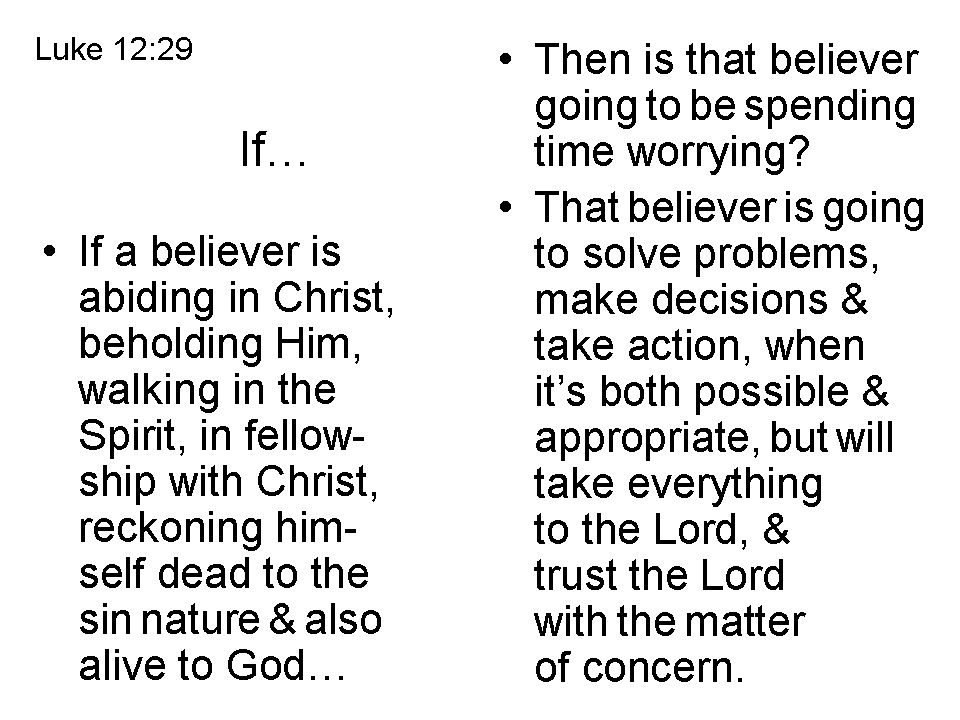 Luke 12:29
If…
• If a believer is
abiding in Christ,
beholding Him,
walking in the
Spirit, in fellow-
ship with Christ,
reckoning him-
self dead to the
sin nature & also
alive to God…
• Then is that believer
going to be spending
time worrying?
• That believer is going
to solve problems,
make decisions &
take action, when
it’s both possible &
appropriate, but will
take everything
to the Lord, &
trust the Lord
with the matter
of concern.